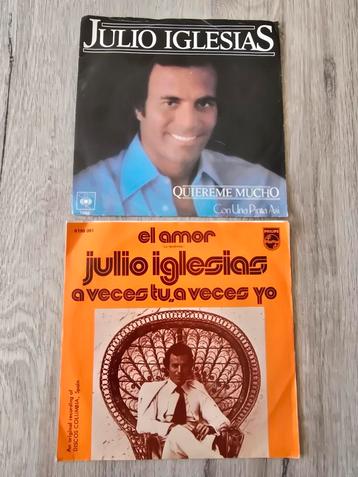 JULIO IGLESIAS
QUIEREME MUCHO
Con Una Pinta Asi
CBS
el amor
PHILIPS
julio iglesias
a veces tu, a veces yo
An original recording of
DISCOS COLUMBIA, Spain